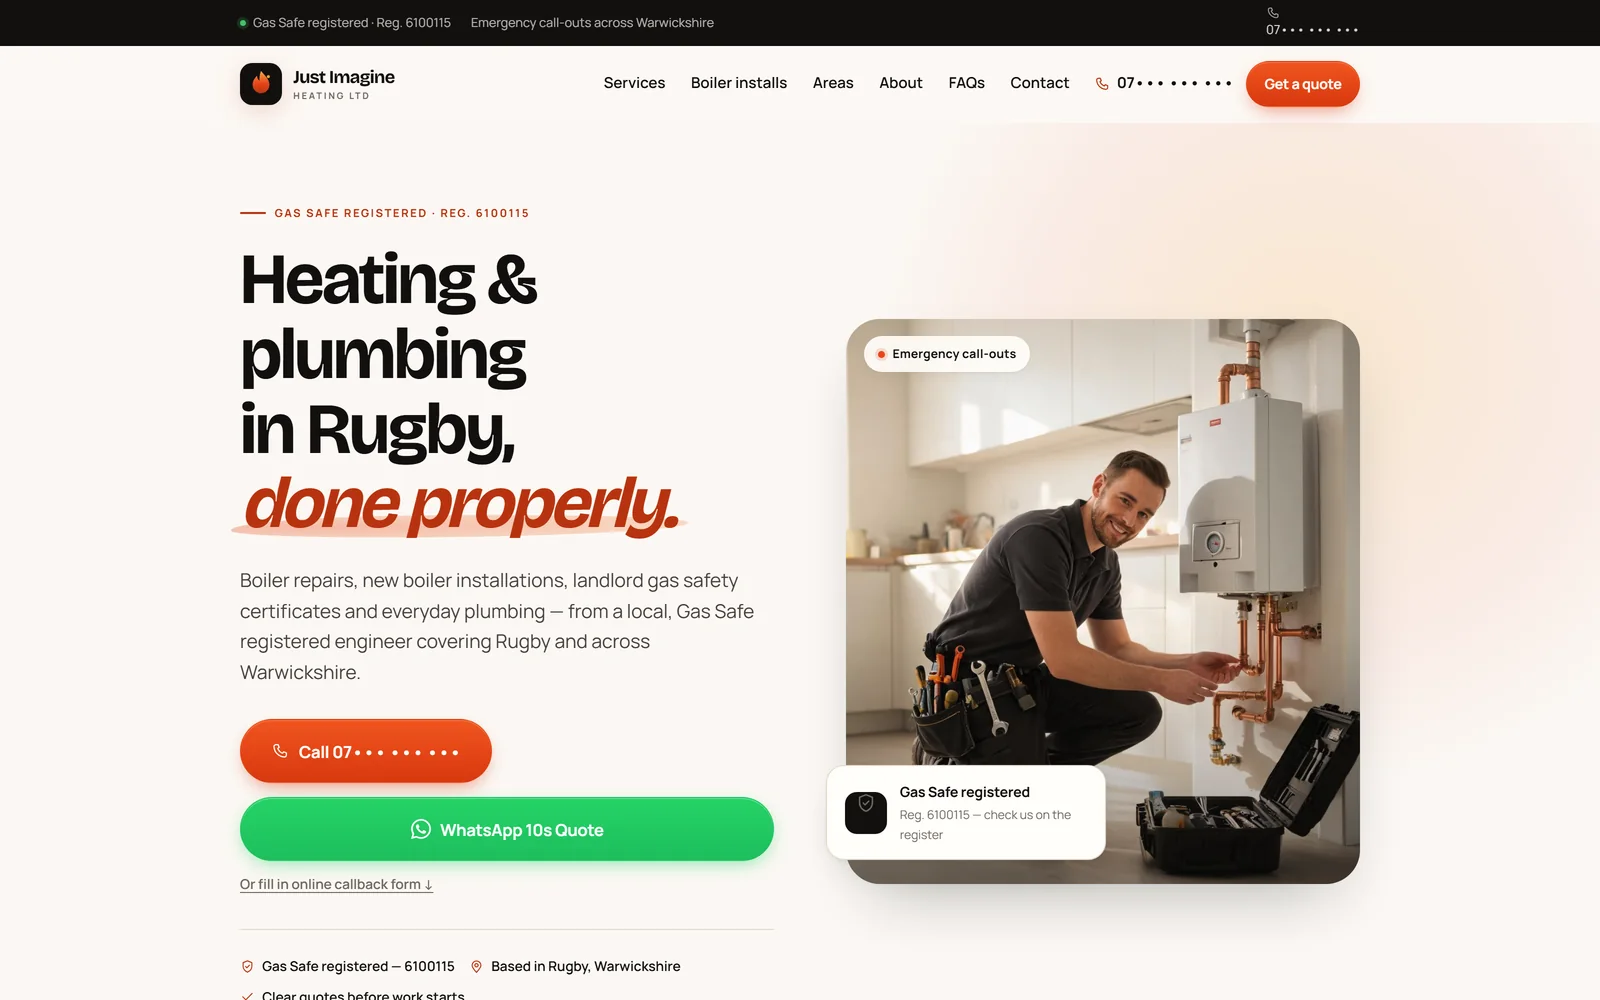 Gas Safe registered · Reg. 6100115 Emergency call-outs across Warwickshire
07••• ••• •••
Just Imagine
HEATING LTD
Services Boiler installs Areas About FAQs Contact 07••• ••• ••• Get a quote
GAS SAFE REGISTERED · REG. 6100115
Heating &
plumbing
in Rugby,
done properly.
Boiler repairs, new boiler installations, landlord gas safety
certificates and everyday plumbing — from a local, Gas Safe
registered engineer covering Rugby and across
Warwickshire.
Call 07••• ••• •••
WhatsApp 10s Quote
Or fill in online callback form ↓
Gas Safe registered — 6100115 Based in Rugby, Warwickshire
Clear quotes before work starts
Emergency call-outs
Gas Safe registered
Reg. 6100115 — check us on the
register